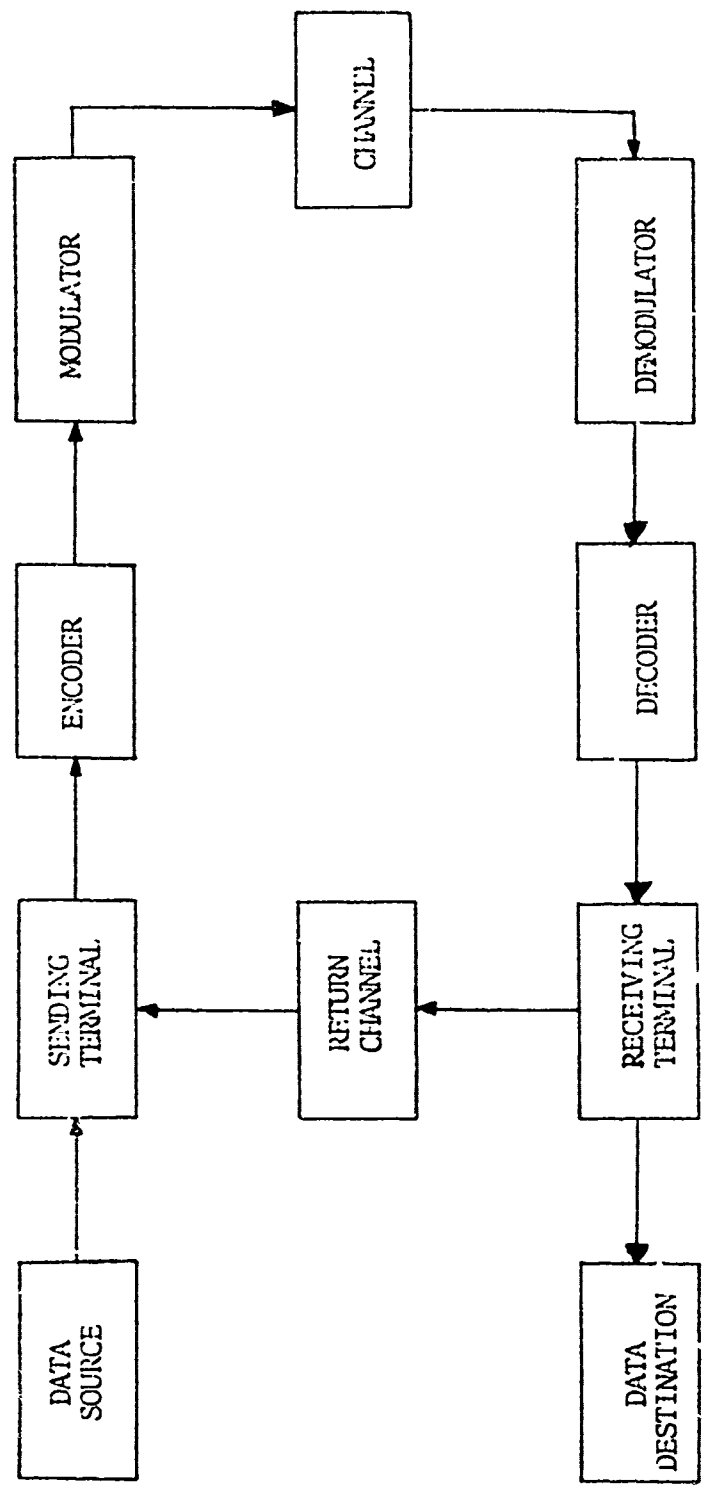 DATA
SOURCE
SENDING
TERMINAL
ENCODER
MODULATOR
CHANNEL
RETURN
CHANNEL
DATA
DESTINATION
RECEIVING
TERMINAL
DECODER
DEMODULATOR